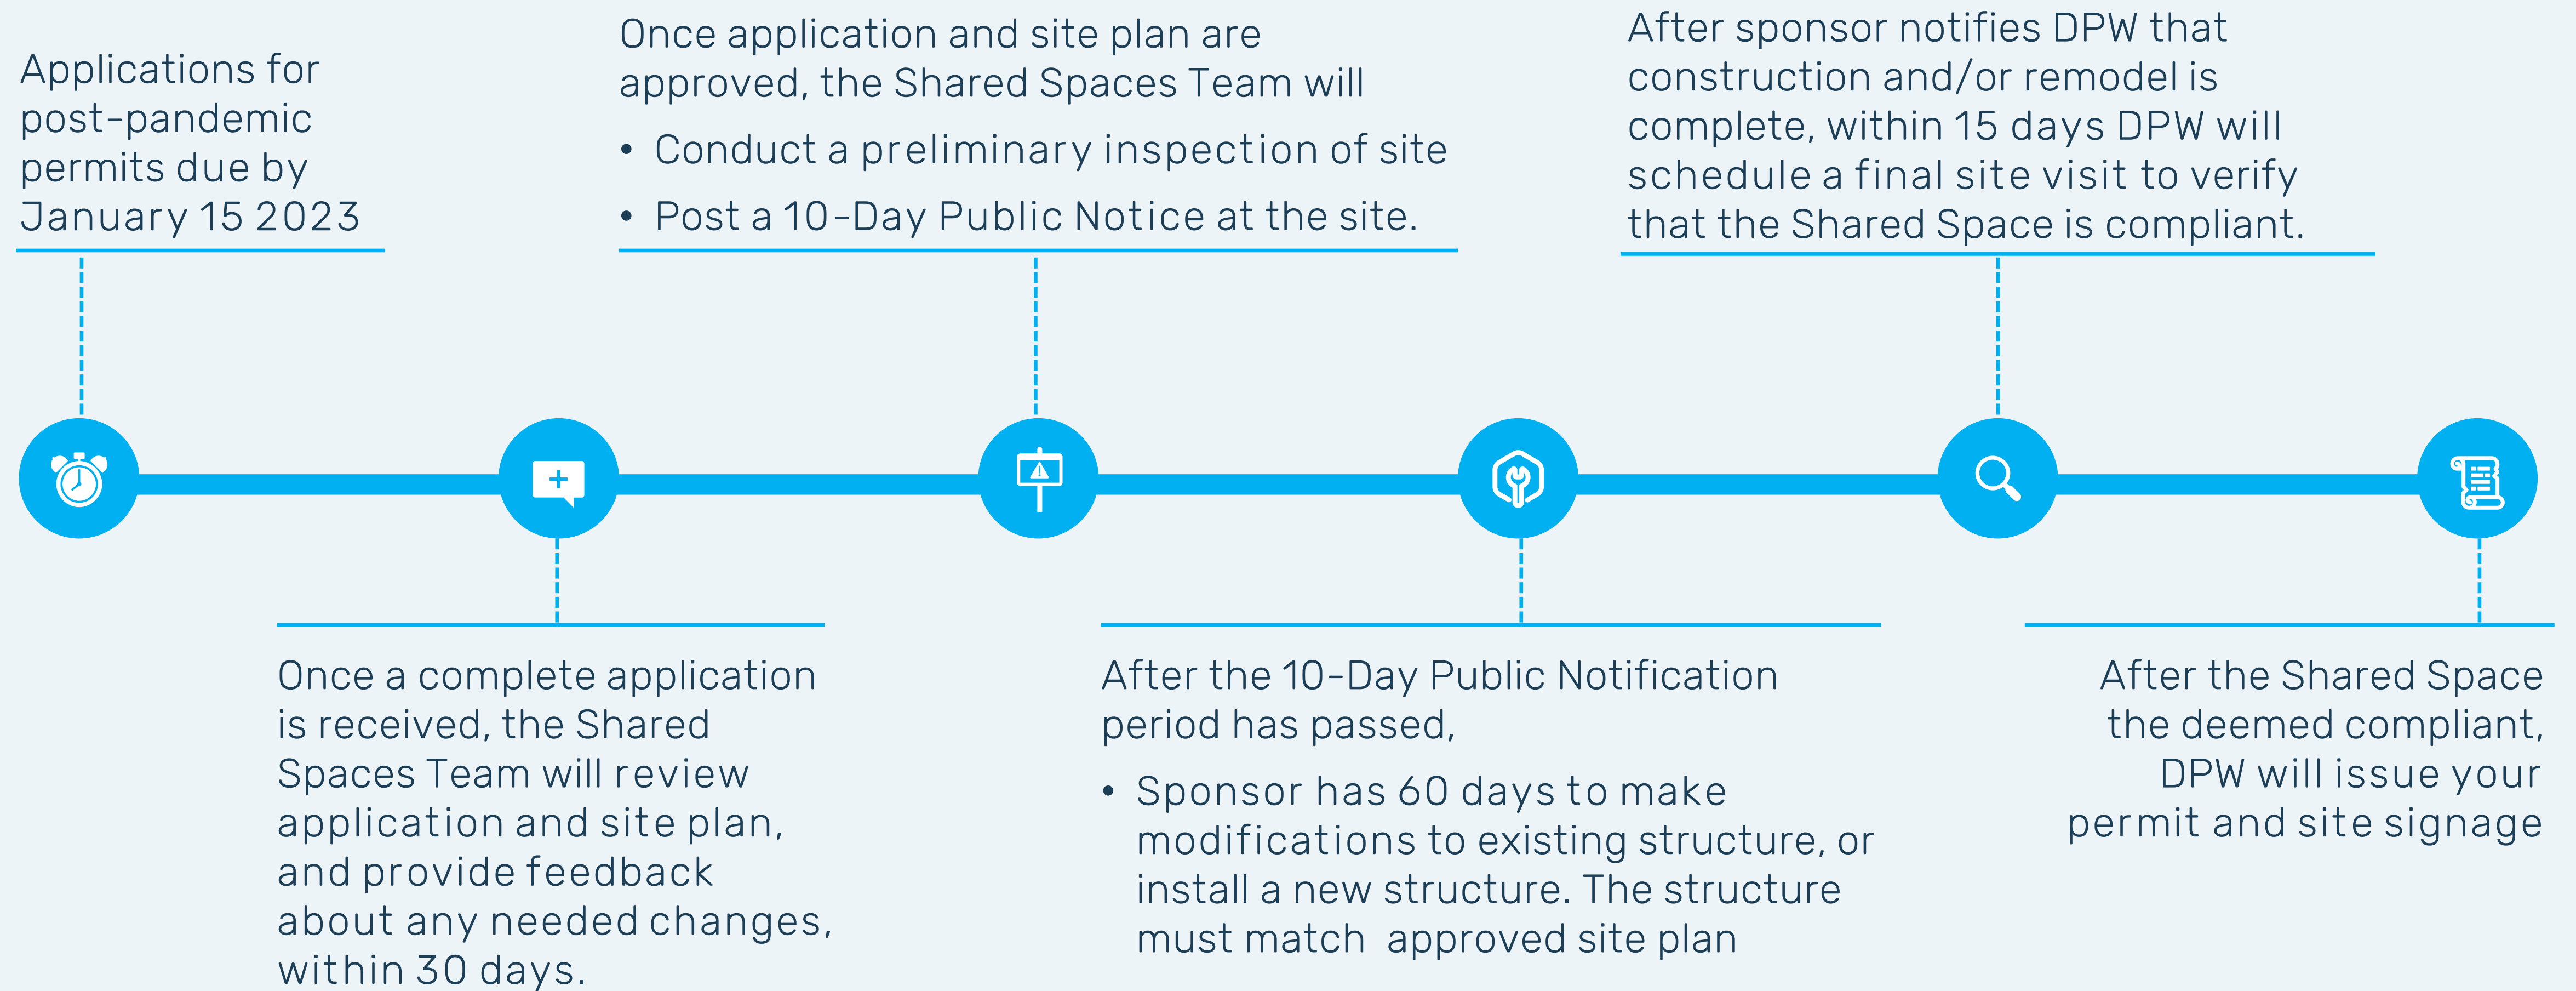 Applications for
post-pandemic
permits due by
January 15 2023
Once a complete application
is received, the Shared
Spaces Team will review
application and site plan,
and provide feedback
about any needed changes,
within 30 days.
Once application and site plan are
approved, the Shared Spaces Team will
• Conduct a preliminary inspection of site
• Post a 10-Day Public Notice at the site.
After the 10-Day Public Notification
period has passed,
• Sponsor has 60 days to make
modifications to existing structure, or
install a new structure. The structure
must match approved site plan
After sponsor notifies DPW that
construction and/or remodel is
complete, within 15 days DPW will
schedule a final site visit to verify
that the Shared Space is compliant.
After the Shared Space
the deemed compliant,
DPW will issue your
permit and site signage